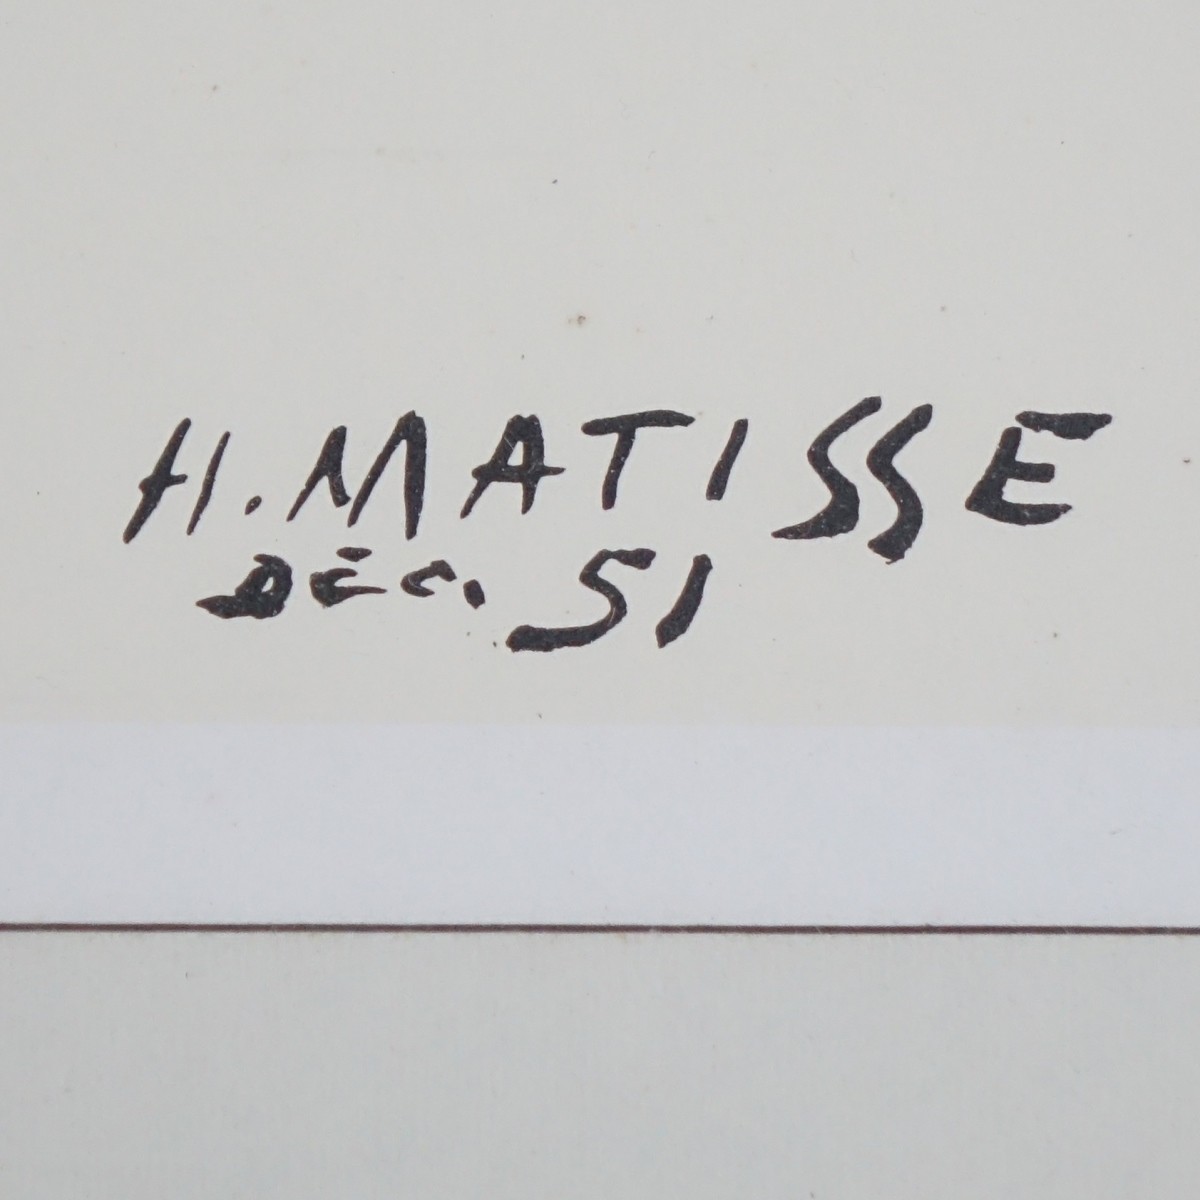 H. MATISSE
DÉC. 51